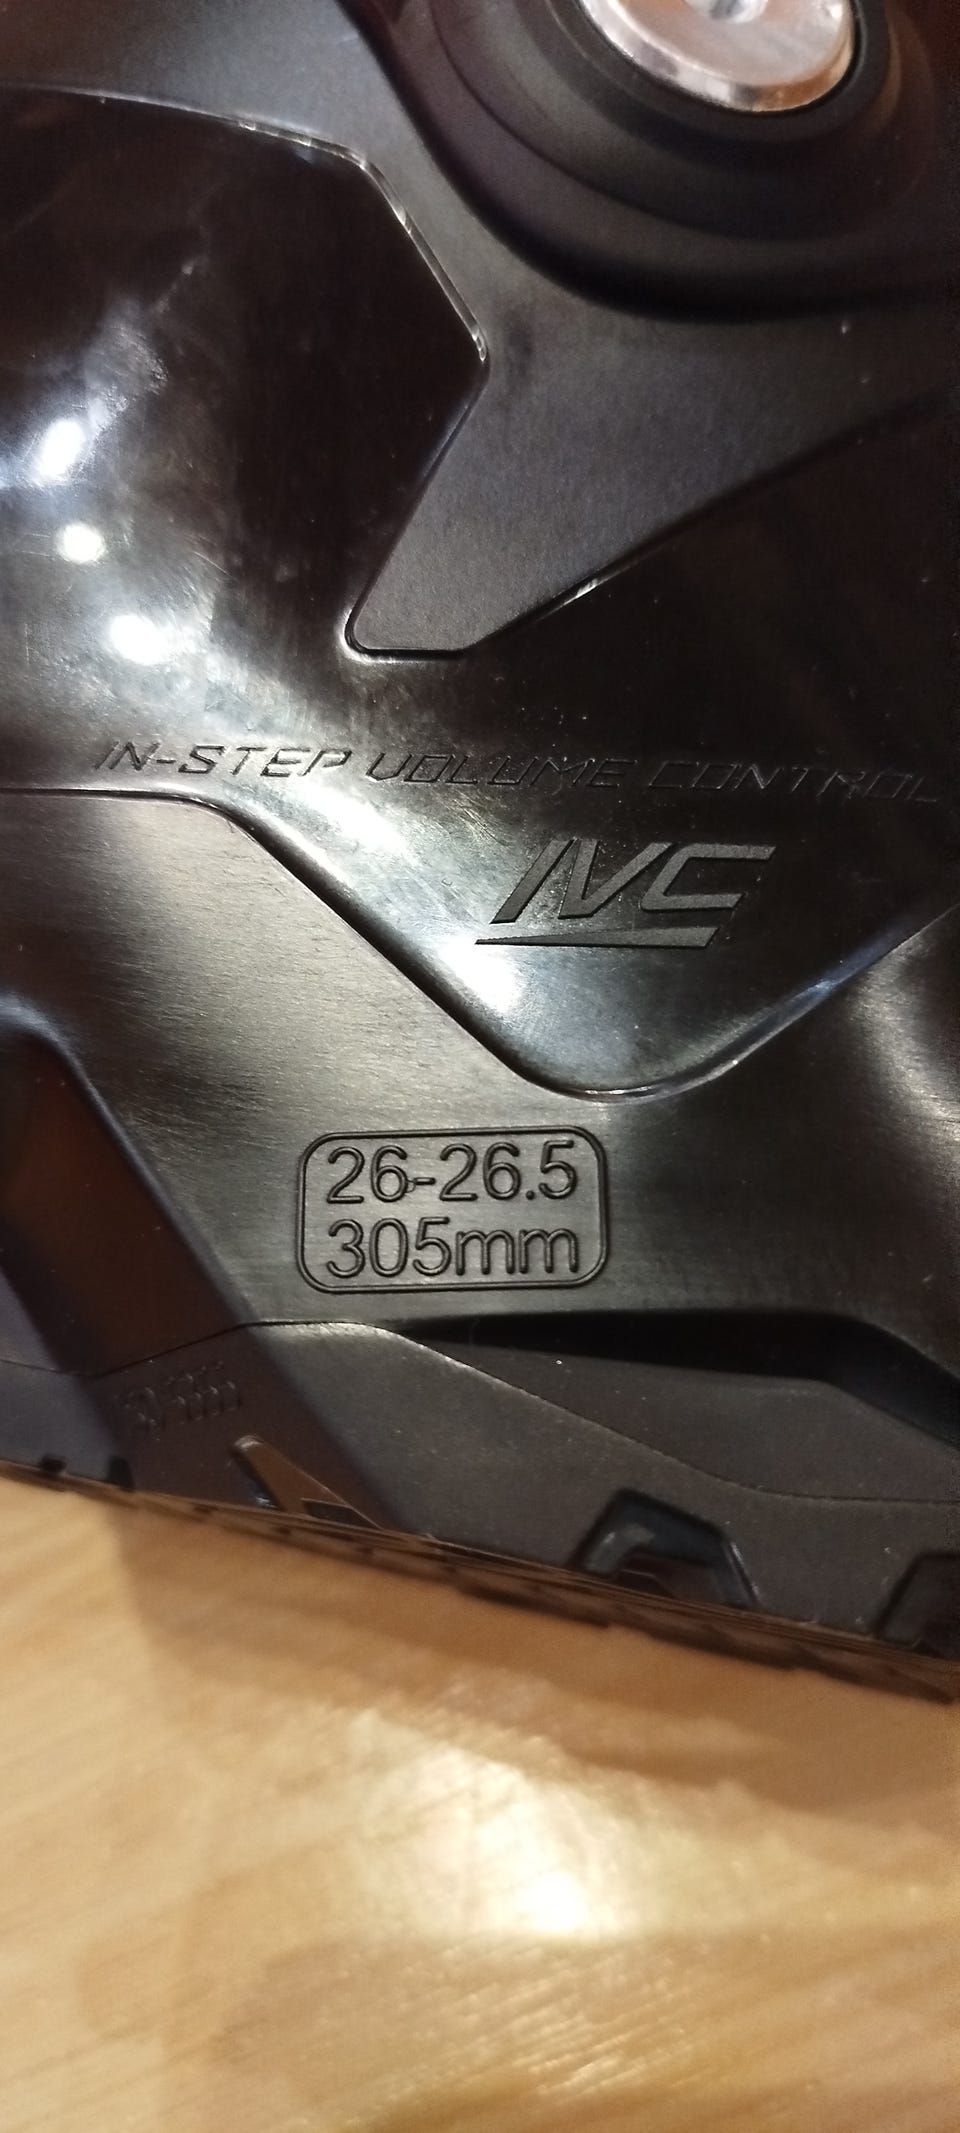 IN-STEP VOLUME CONTROL
IVC
26-26.5
305mm